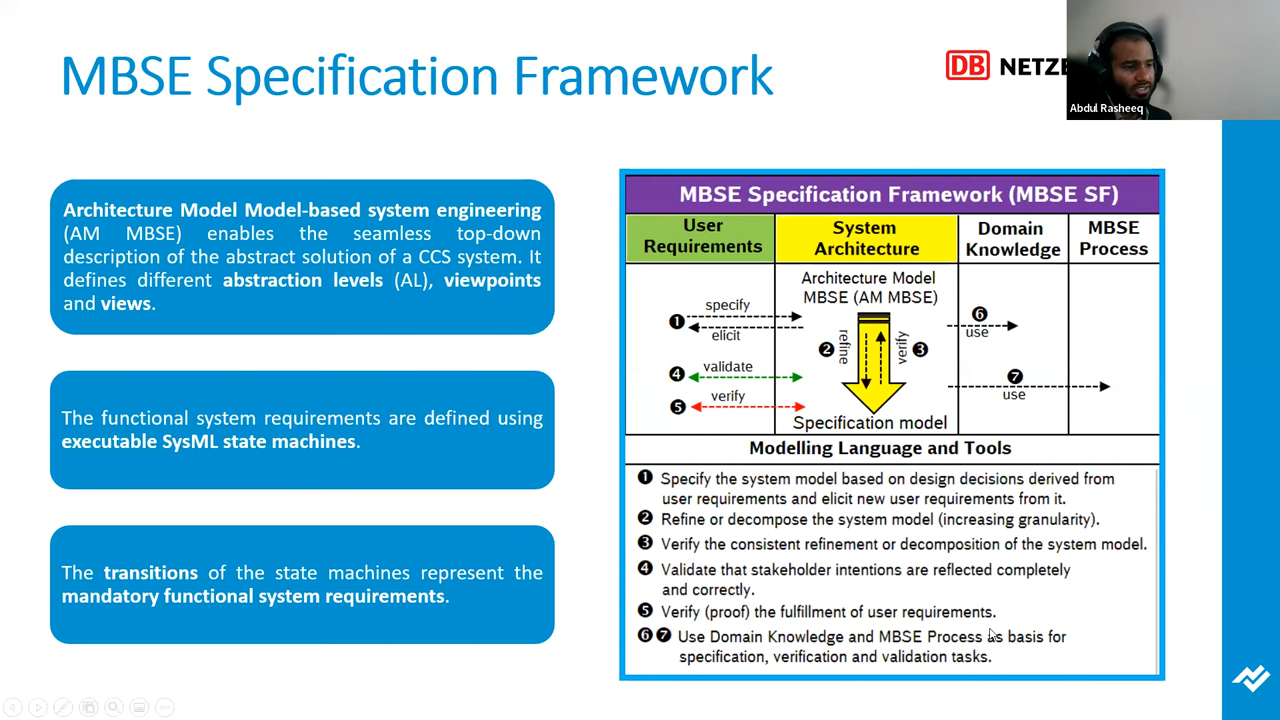 MBSE Specification Framework
DB NETZE
Abdul Rasheeq
Architecture Model Model-based system engineering
(AM MBSE) enables the seamless top-down
description of the abstract solution of a CCS system. It
defines different abstraction levels (AL), viewpoints
and views.
The functional system requirements are defined using
executable SysML state machines.
The transitions of the state machines represent the
mandatory functional system requirements.
MBSE Specification Framework (MBSE SF)
User
Requirements
System
Architecture
Domain
Knowledge
MBSE
Process
Architecture Model
MBSE (AM MBSE)
1 specify
elicit
2 refine
verify 3
4 validate
5 verify
6
use
7
use
Specification model
Modelling Language and Tools
1 Specify the system model based on design decisions derived from
user requirements and elicit new user requirements from it.
2 Refine or decompose the system model (increasing granularity).
3 Verify the consistent refinement or decomposition of the system model.
4 Validate that stakeholder intentions are reflected completely
and correctly.
5 Verify (proof) the fulfillment of user requirements.
6 7 Use Domain Knowledge and MBSE Process as basis for
specification, verification and validation tasks.